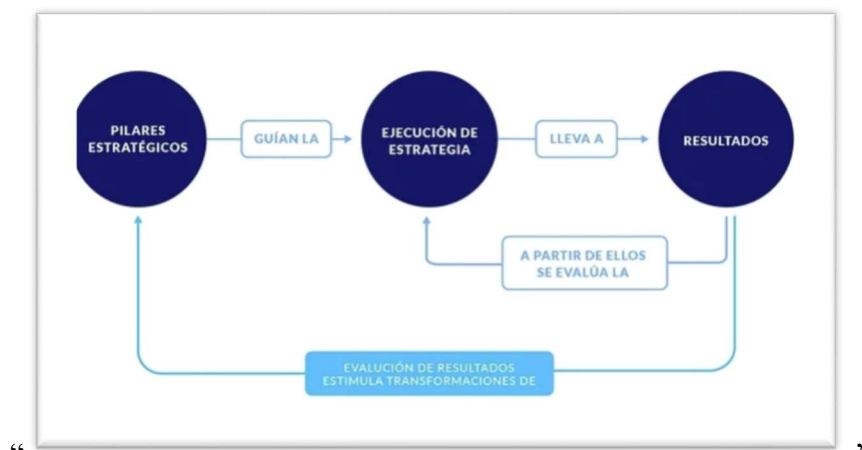 PILARES
ESTRATÉGICOS
GUÍAN LA
EJECUCIÓN DE
ESTRATEGIA
LLEVA A
RESULTADOS
A PARTIR DE ELLOS
SE EVALÚA LA
EVALUCIÓN DE RESULTADOS
ESTIMULA TRANSFORMACIONES DE
“ ”